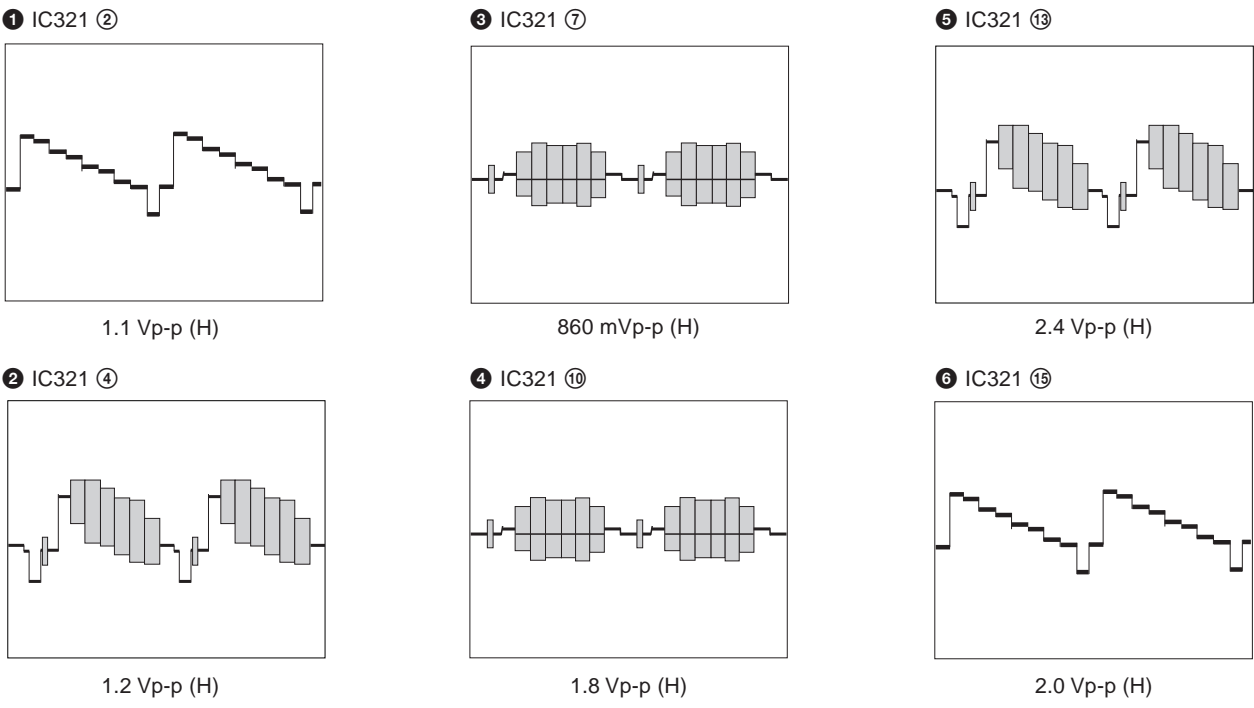 ❶ IC321 ②
1.1 Vp-p (H)
❸ IC321 ⑦
860 mVp-p (H)
❺ IC321 ⑬
2.4 Vp-p (H)
❷ IC321 ④
1.2 Vp-p (H)
❹ IC321 ⑩
1.8 Vp-p (H)
❻ IC321 ⑮
2.0 Vp-p (H)